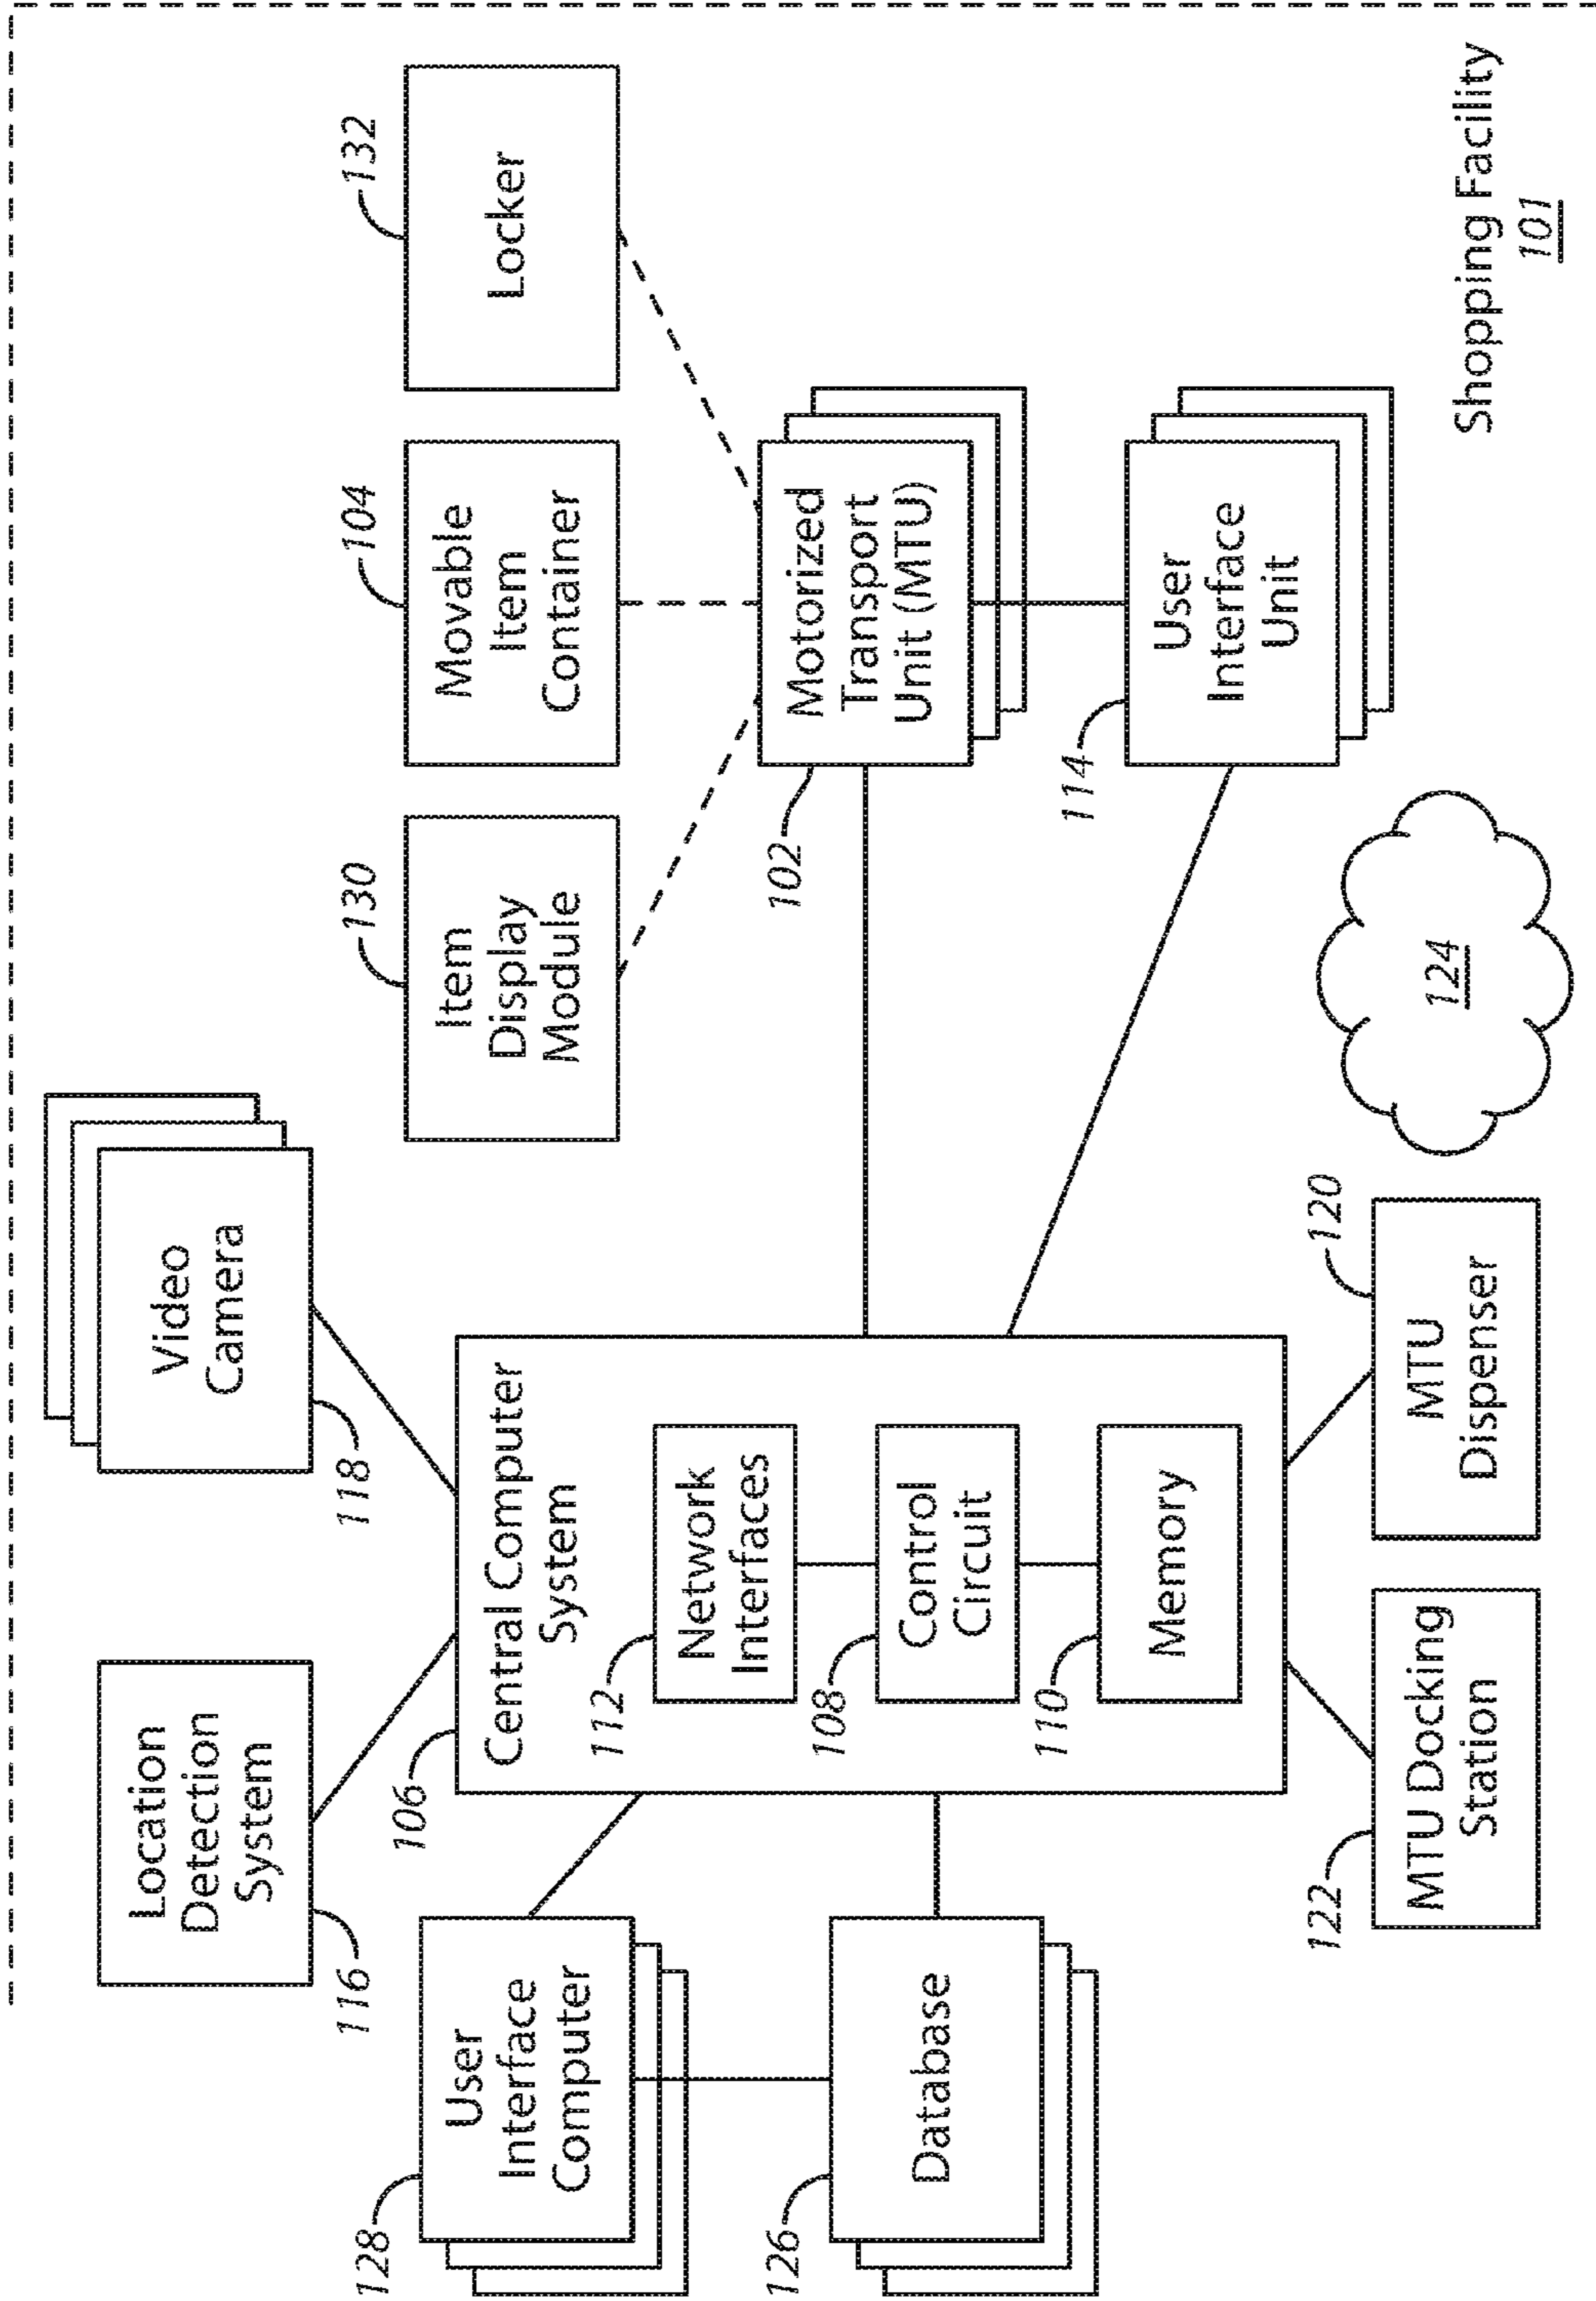 Location
Detection
System
116
Video
Camera
118
User
Interface
Computer
128
Database
126
Central Computer
System
106
Network
Interfaces
112
Control
Circuit
108
Memory
110
MTU Docking
Station
122
MTU
Dispenser
120
Item
Display
Module
130
Movable
Item
Container
104
Locker
132
Motorized
Transport
Unit (MTU)
102
User
Interface
Unit
114
124
Shopping Facility
101